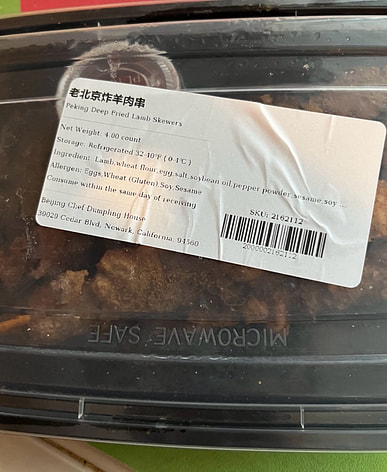 老北京炸羊肉串
Peking Deep Fried Lamb Skewers
Net Weight: 4.00 count
Storage: Refrigerated 32-40°F ( 0-4℃ )
Ingredient: Lamb,wheat flour,egg,salt,soybean oil,pepper powder,sesame,soy ...
Allergen: Eggs,Wheat (Gluten),Soy,Sesame
Consume within the same day of receiving
Beijing Chef Dumpling House
39029 Cedar Blvd, Newark, California. 94560
SKU: 2162112
2000002162112
MICROWAVE SAFE